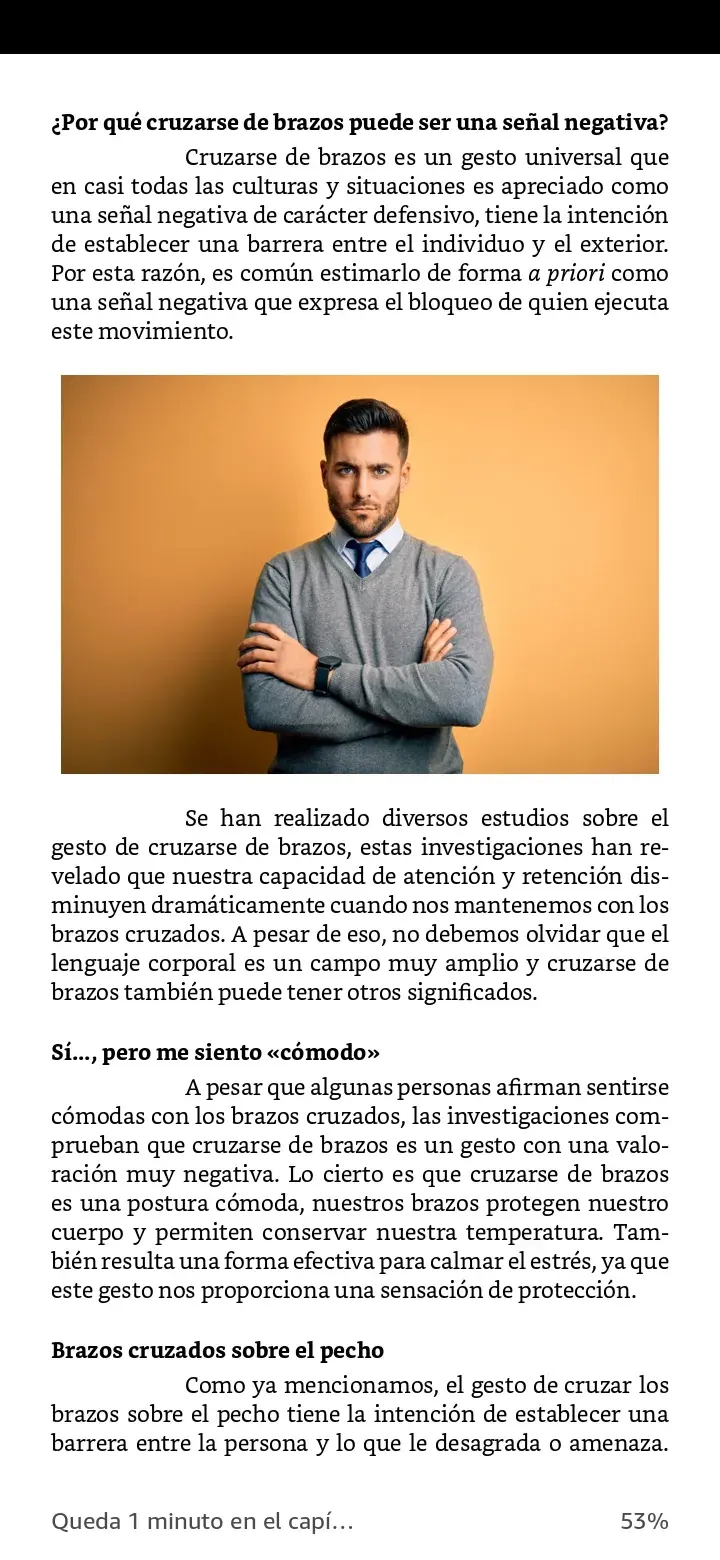 ¿Por qué cruzarse de brazos puede ser una señal negativa?
Cruzarse de brazos es un gesto universal que
en casi todas las culturas y situaciones es apreciado como
una señal negativa de carácter defensivo, tiene la intención
de establecer una barrera entre el individuo y el exterior.
Por esta razón, es común estimarlo de forma a priori como
una señal negativa que expresa el bloqueo de quien ejecuta
este movimiento.
Se han realizado diversos estudios sobre el
gesto de cruzarse de brazos, estas investigaciones han re-
velado que nuestra capacidad de atención y retención dis-
minuyen dramáticamente cuando nos mantenemos con los
brazos cruzados. A pesar de eso, no debemos olvidar que el
lenguaje corporal es un campo muy amplio y cruzarse de
brazos también puede tener otros significados.
Sí..., pero me siento «cómodo»
A pesar que algunas personas afirman sentirse
cómodas con los brazos cruzados, las investigaciones com-
prueban que cruzarse de brazos es un gesto con una valo-
ración muy negativa. Lo cierto es que cruzarse de brazos
es una postura cómoda, nuestros brazos protegen nuestro
cuerpo y permiten conservar nuestra temperatura. Tam-
bién resulta una forma efectiva para calmar el estrés, ya que
este gesto nos proporciona una sensación de protección.
Brazos cruzados sobre el pecho
Como ya mencionamos, el gesto de cruzar los
brazos sobre el pecho tiene la intención de establecer una
barrera entre la persona y lo que le desagrada o amenaza.
Queda 1 minuto en el capí... 53%